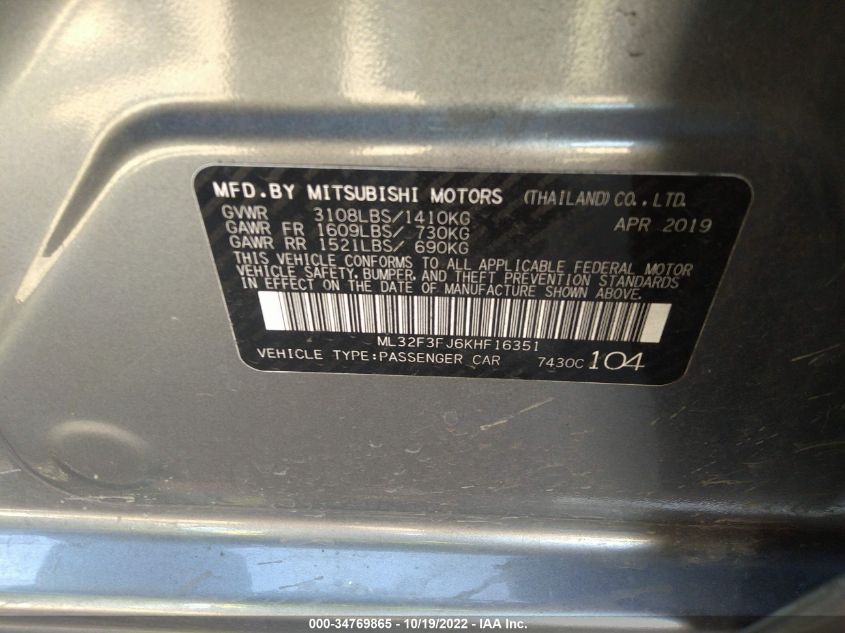 MFD.BY MITSUBISHI MOTORS (THAILAND) CO., LTD.
GVWR 3108LBS/1410KG APR 2019
GAWR FR 1609LBS/ 730KG
GAWR RR 1521LBS/ 690KG
THIS VEHICLE CONFORMS TO ALL APPLICABLE FEDERAL MOTOR
VEHICLE SAFETY, BUMPER, AND THEFT PREVENTION STANDARDS
IN EFFECT ON THE DATE OF MANUFACTURE SHOWN ABOVE.
ML32F3FJ6KHF16351
VEHICLE TYPE:PASSENGER CAR 7430C 104
000-34769865 - 10/19/2022 - IAA Inc.